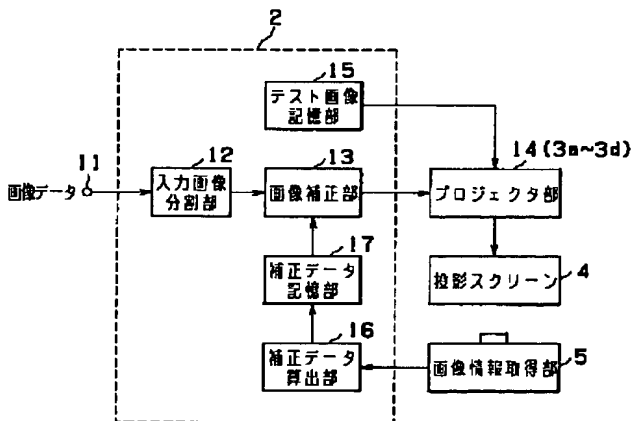 2
15
テスト画像
記憶部
14(3a~3d)
11
12
13
画像データ
入力画像
分割部
画像補正部
プロジェクタ部
17
補正データ
記憶部
投影スクリーン
4
16
補正データ
算出部
画像情報取得部
5